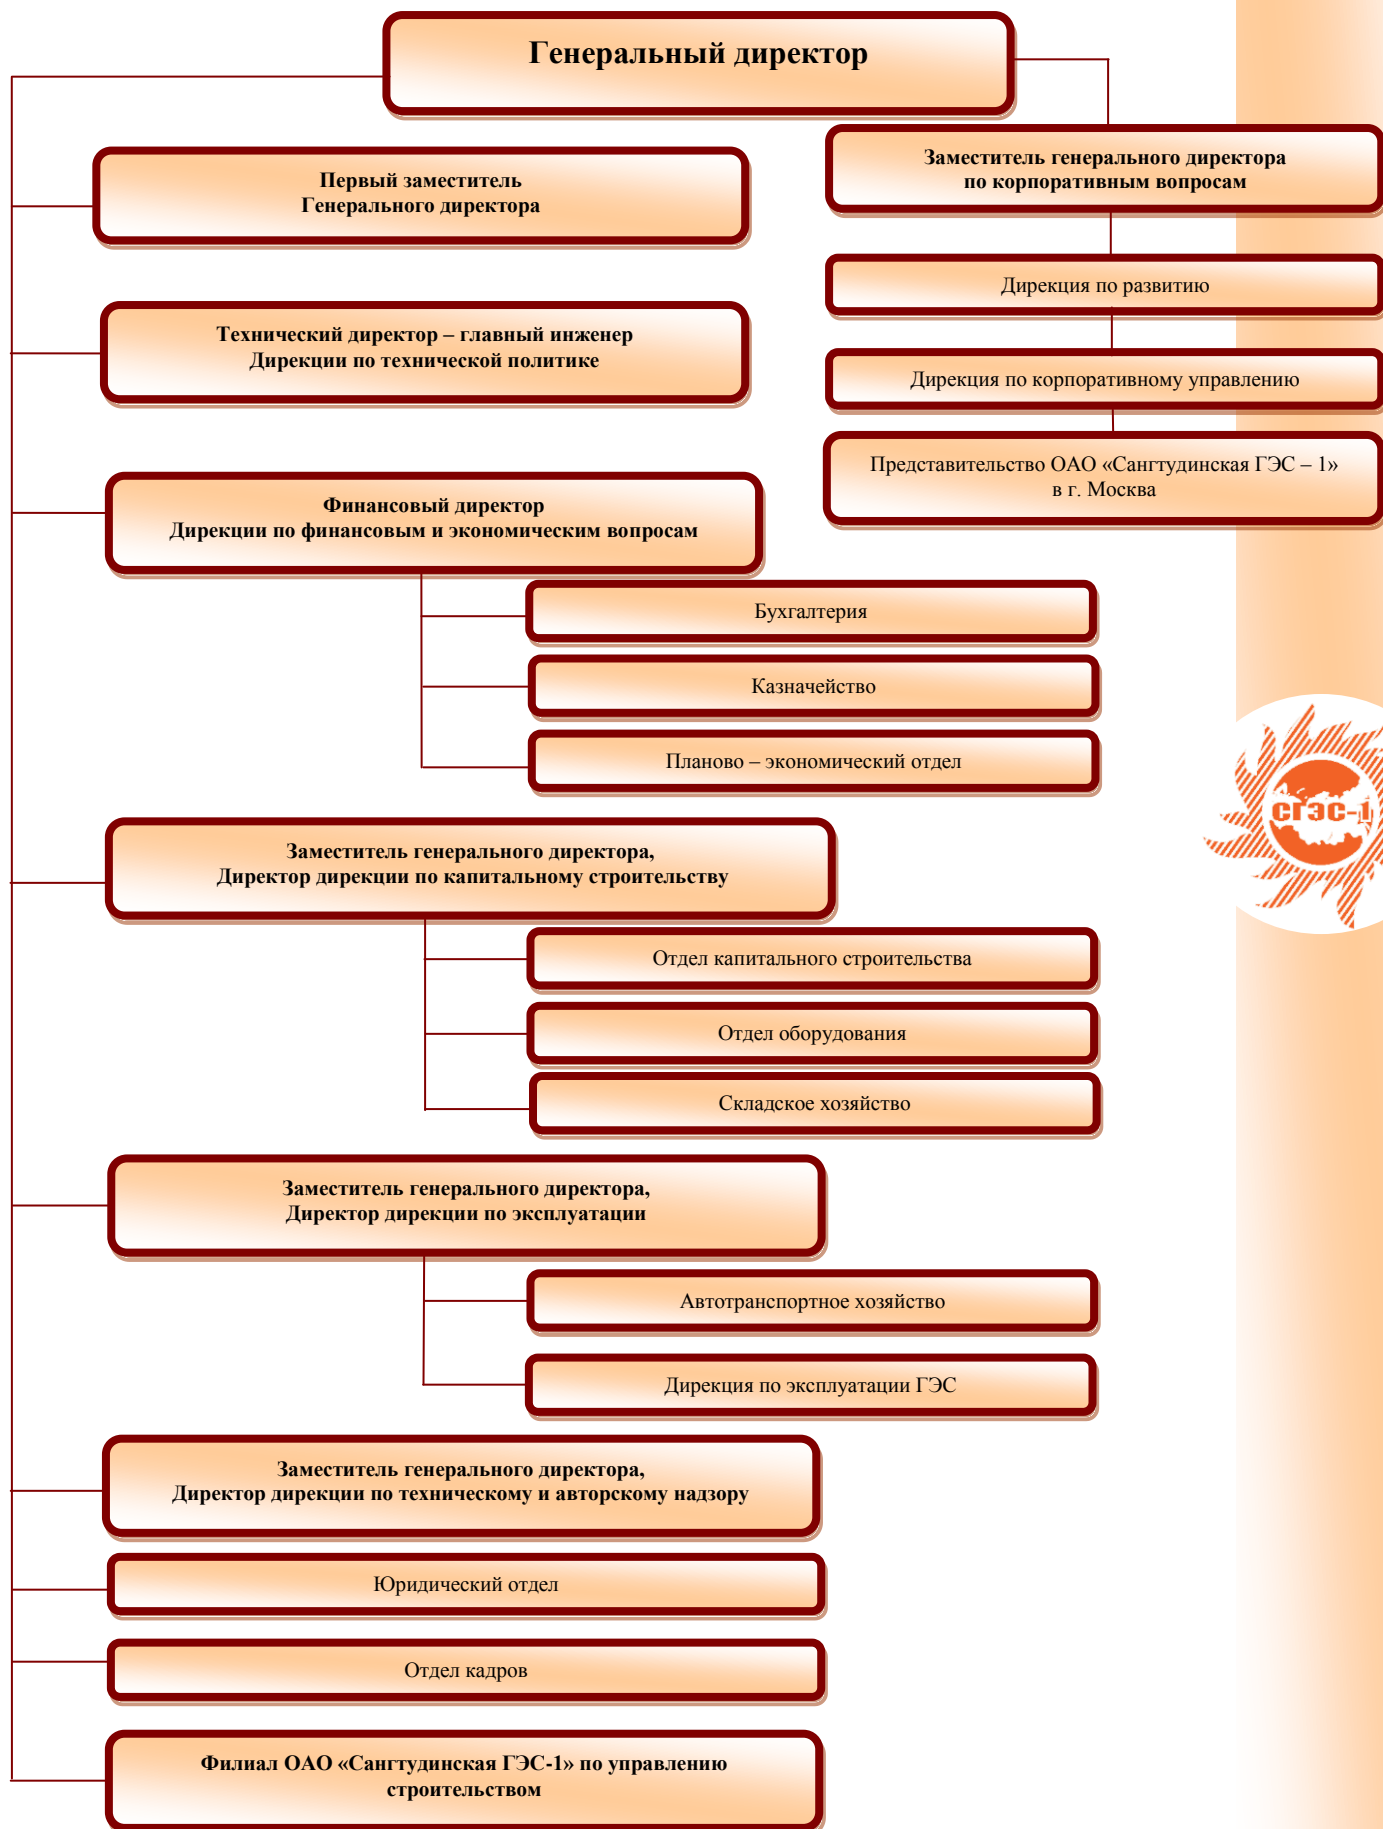 Генеральный директор
Заместитель генерального директора
по корпоративным вопросам
Первый заместитель
Генерального директора
Дирекция по развитию
Технический директор – главный инженер
Дирекции по технической политике
Дирекция по корпоративному управлению
Представительство ОАО «Сангтудинская ГЭС – 1»
в г. Москва
Финансовый директор
Дирекции по финансовым и экономическим вопросам
Бухгалтерия
Казначейство
Планово – экономический отдел
СГЭС-1
Заместитель генерального директора,
Директор дирекции по капитальному строительству
Отдел капитального строительства
Отдел оборудования
Складское хозяйство
Заместитель генерального директора,
Директор дирекции по эксплуатации
Автотранспортное хозяйство
Дирекция по эксплуатации ГЭС
Заместитель генерального директора,
Директор дирекции по техническому и авторскому надзору
Юридический отдел
Отдел кадров
Филиал ОАО «Сангтудинская ГЭС-1» по управлению
строительством